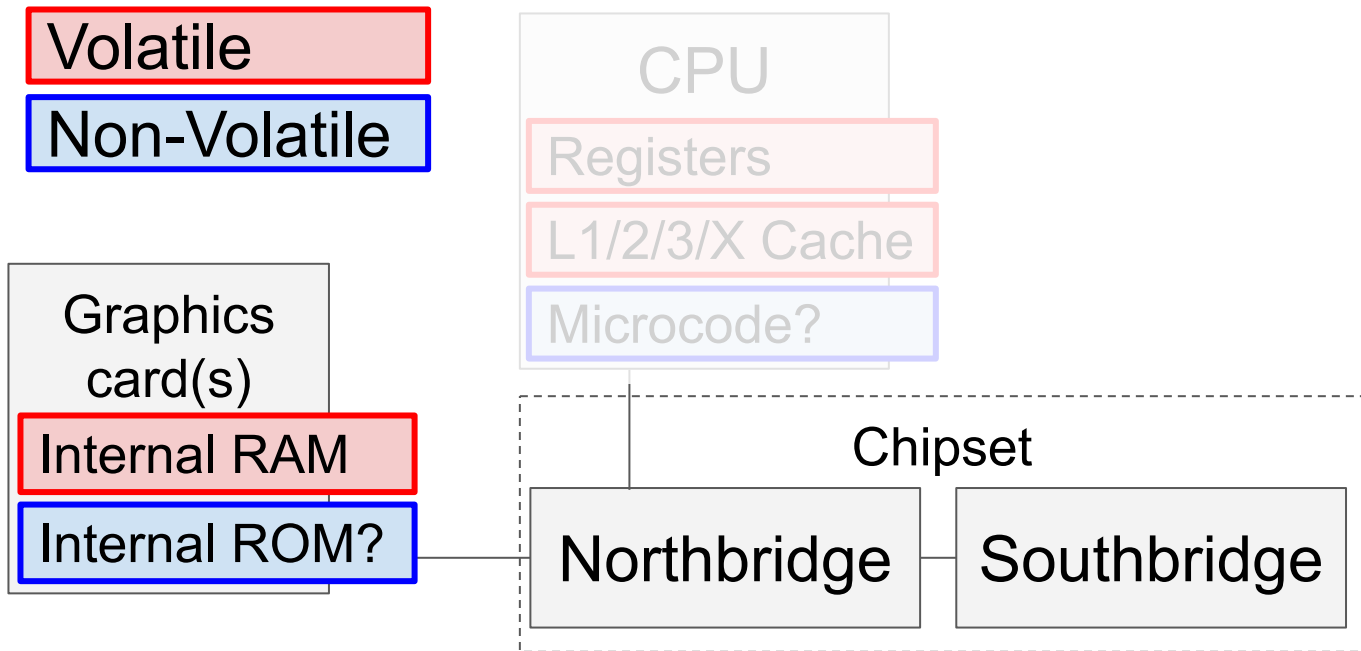 Volatile
Non-Volatile
CPU
Registers
L1/2/3/X Cache
Microcode?
Graphics
card(s)
Internal RAM
Internal ROM?
Chipset
Northbridge
Southbridge